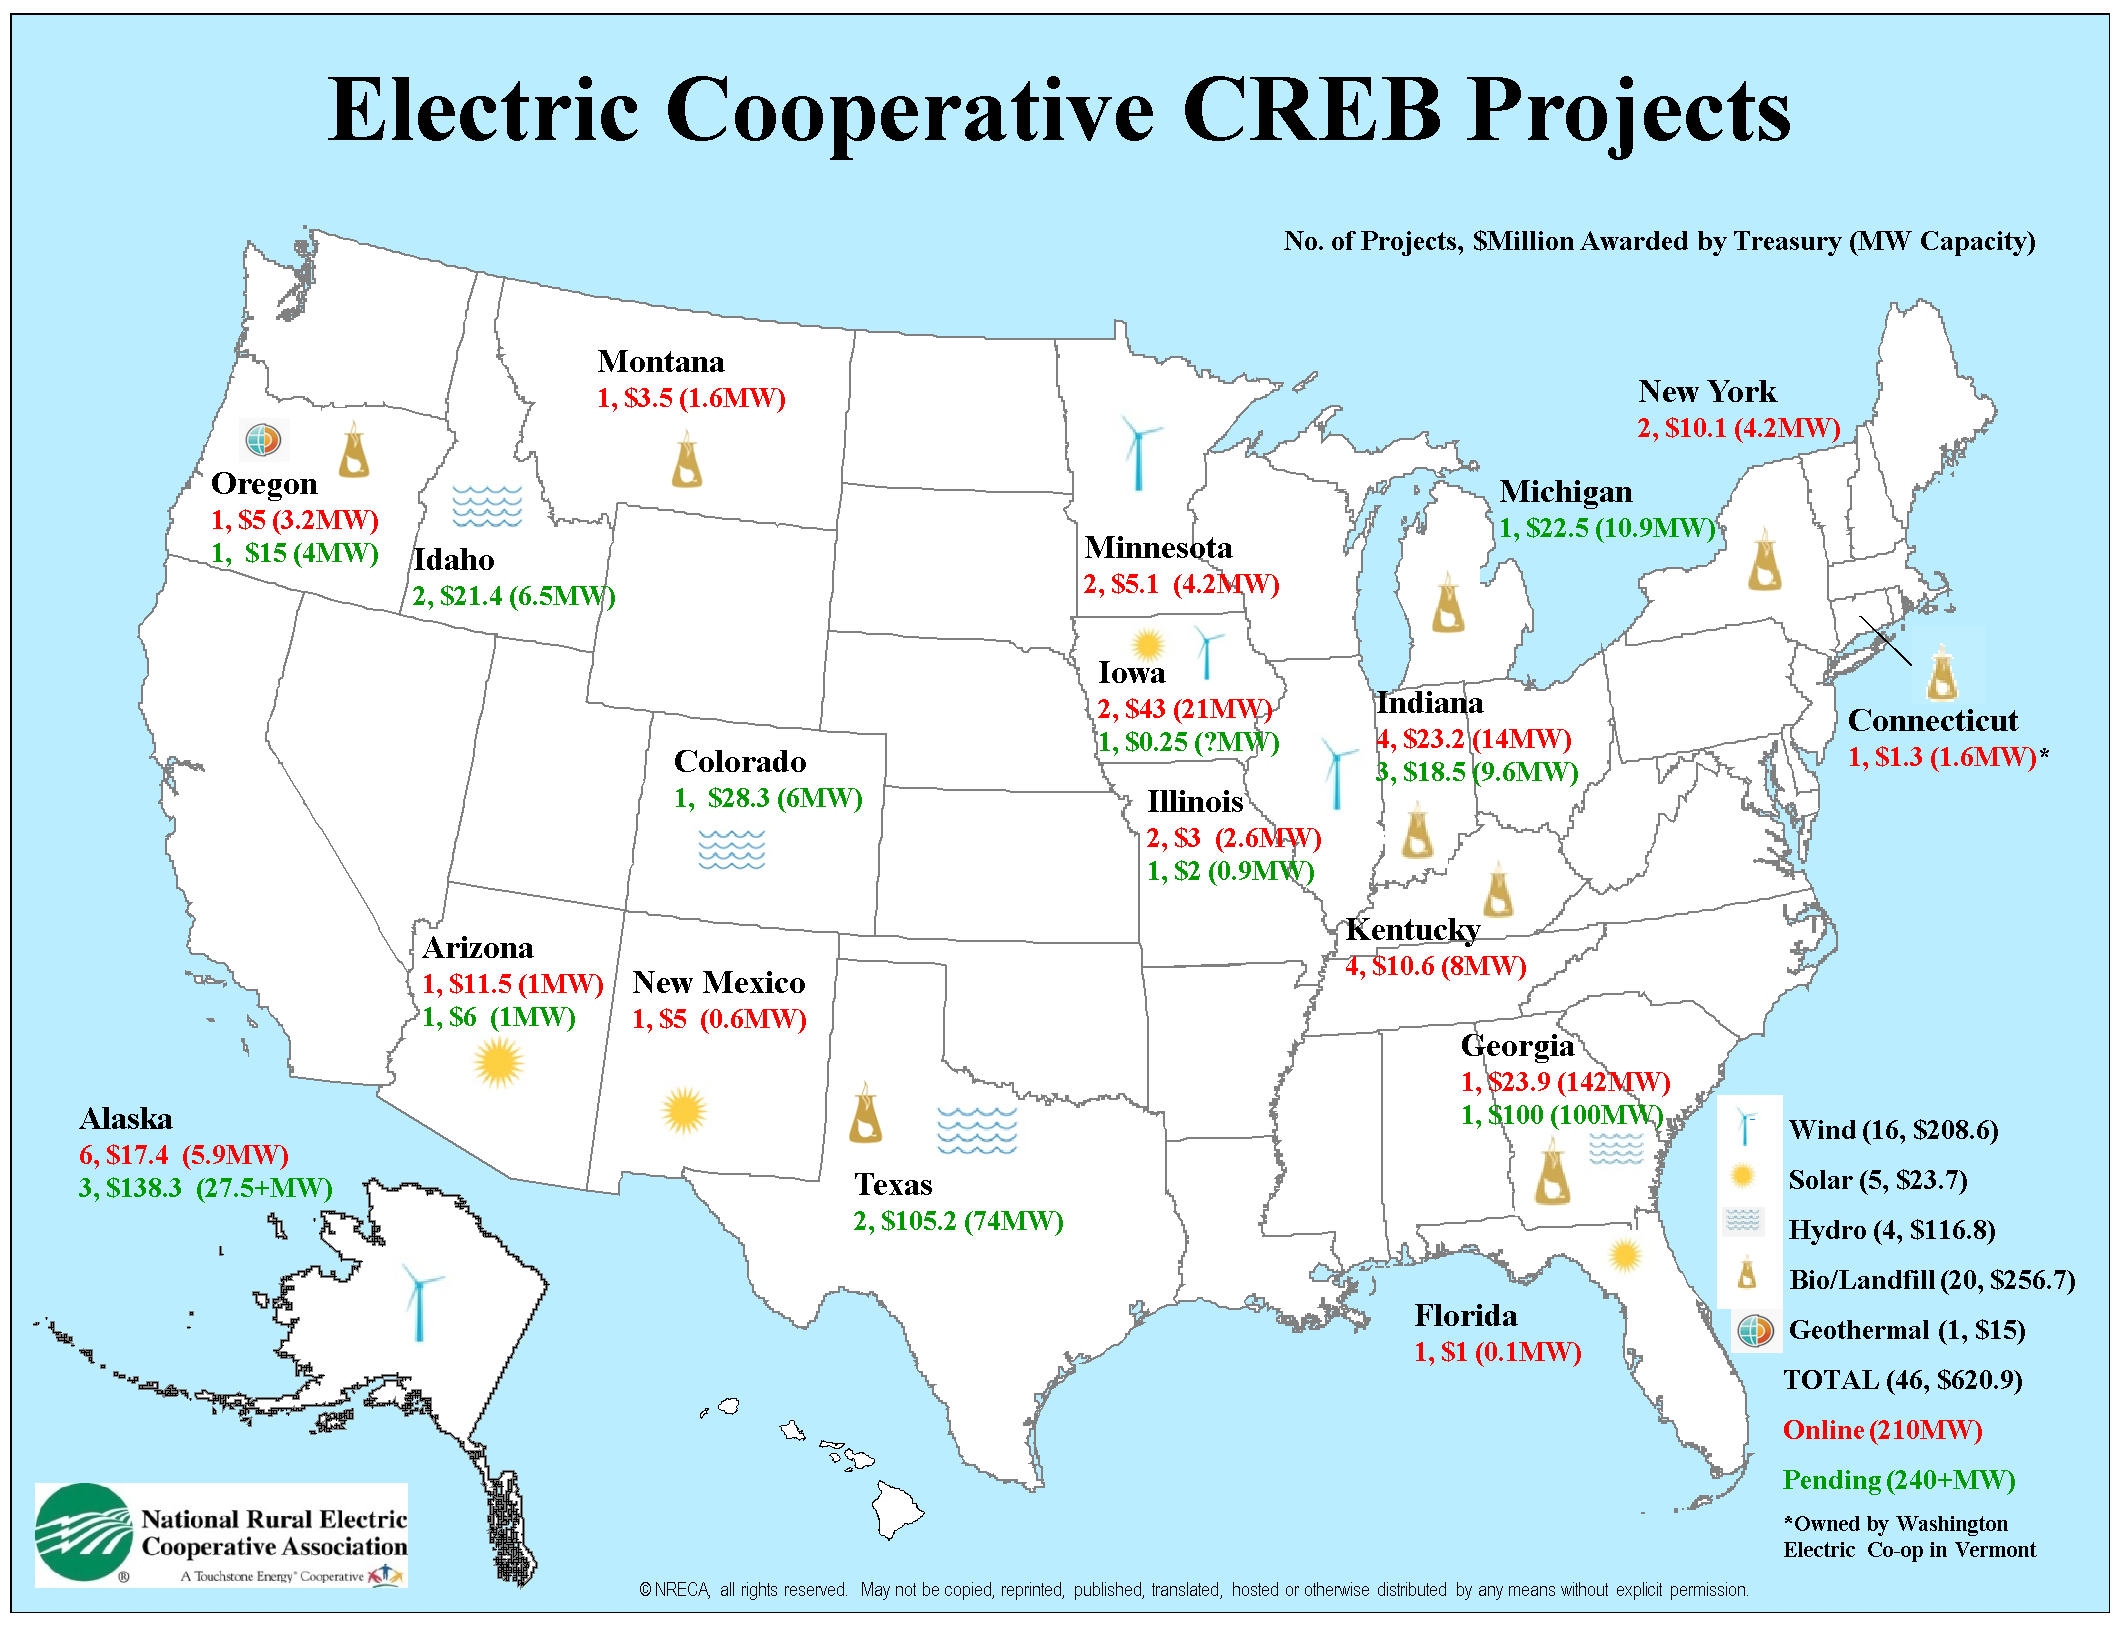 Electric Cooperative CREB Projects
No. of Projects, $Million Awarded by Treasury (MW Capacity)
Montana
1, $3.5 (1.6MW)
New York
2, $10.1 (4.2MW)
Oregon
1, $5 (3.2MW)
1, $15 (4MW)
Michigan
1, $22.5 (10.9MW)
Idaho
2, $21.4 (6.5MW)
Minnesota
2, $5.1 (4.2MW)
Iowa
2, $43 (21MW)
1, $0.25 (?MW)
Indiana
4, $23.2 (14MW)
3, $18.5 (9.6MW)
Connecticut
1, $1.3 (1.6MW)*
Colorado
1, $28.3 (6MW)
Illinois
2, $3 (2.6MW)
1, $2 (0.9MW)
Kentucky
4, $10.6 (8MW)
Arizona
1, $11.5 (1MW)
1, $6 (1MW)
New Mexico
1, $5 (0.6MW)
Georgia
1, $23.9 (142MW)
1, $100 (100MW)
Alaska
6, $17.4 (5.9MW)
3, $138.3 (27.5+MW)
Texas
2, $105.2 (74MW)
Florida
1, $1 (0.1MW)
Wind (16, $208.6)
Solar (5, $23.7)
Hydro (4, $116.8)
Bio/Landfill (20, $256.7)
Geothermal (1, $15)
TOTAL (46, $620.9)
Online (210MW)
Pending (240+MW)
*Owned by Washington
Electric Co-op in Vermont
National Rural Electric
Cooperative Association
® A Touchstone Energy® Cooperative
© NRECA, all rights reserved. May not be copied, reprinted, published, translated, hosted or otherwise distributed by any means without explicit permission.